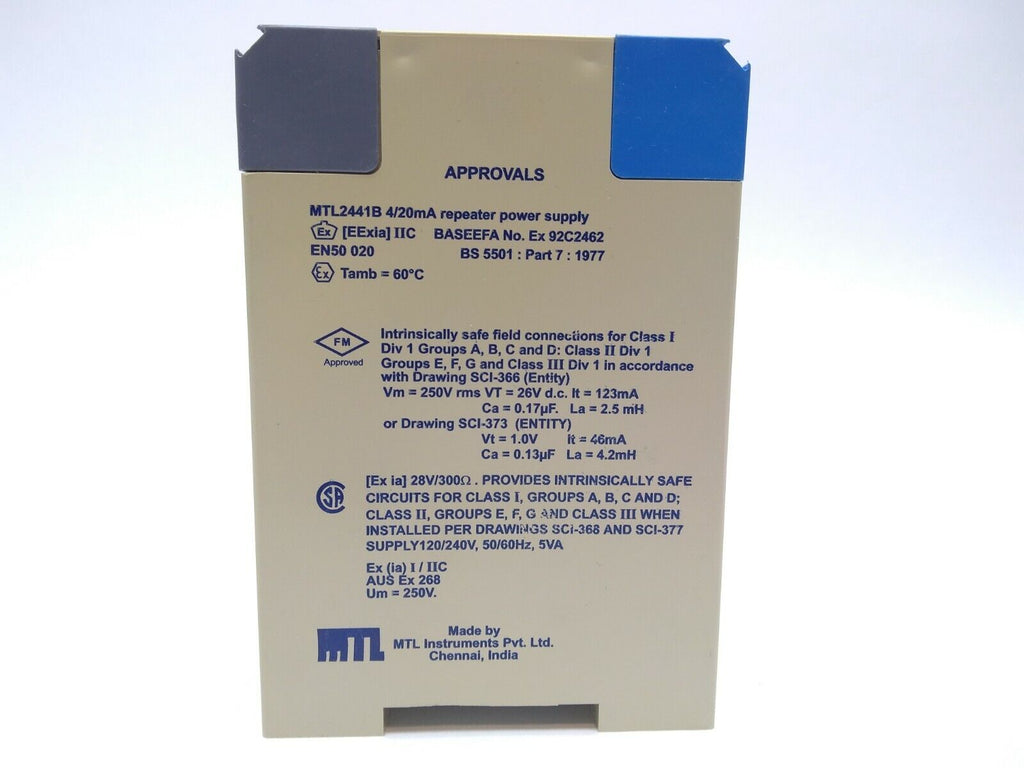 APPROVALS
MTL2441B 4/20mA repeater power supply
Ex [EExia] IIC BASEEFA No. Ex 92C2462
EN50 020 BS 5501 : Part 7 : 1977
Ex Tamb = 60°C
FM
Approved
Intrinsically safe field connections for Class I
Div 1 Groups A, B, C and D: Class II Div 1
Groups E, F, G and Class III Div 1 in accordance
with Drawing SCI-366 (Entity)
Vm = 250V rms VT = 26V d.c. It = 123mA
Ca = 0.17µF. La = 2.5 mH
or Drawing SCI-373 (ENTITY)
Vt = 1.0V It = 46mA
Ca = 0.13µF La = 4.2mH
SA
[Ex ia] 28V/300Ω . PROVIDES INTRINSICALLY SAFE
CIRCUITS FOR CLASS I, GROUPS A, B, C AND D;
CLASS II, GROUPS E, F, G AND CLASS III WHEN
INSTALLED PER DRAWINGS SCI-368 AND SCI-377
SUPPLY120/240V, 50/60Hz, 5VA
Ex (ia) I / IIC
AUS Ex 268
Um = 250V.
MTL
Made by
MTL Instruments Pvt. Ltd.
Chennai, India